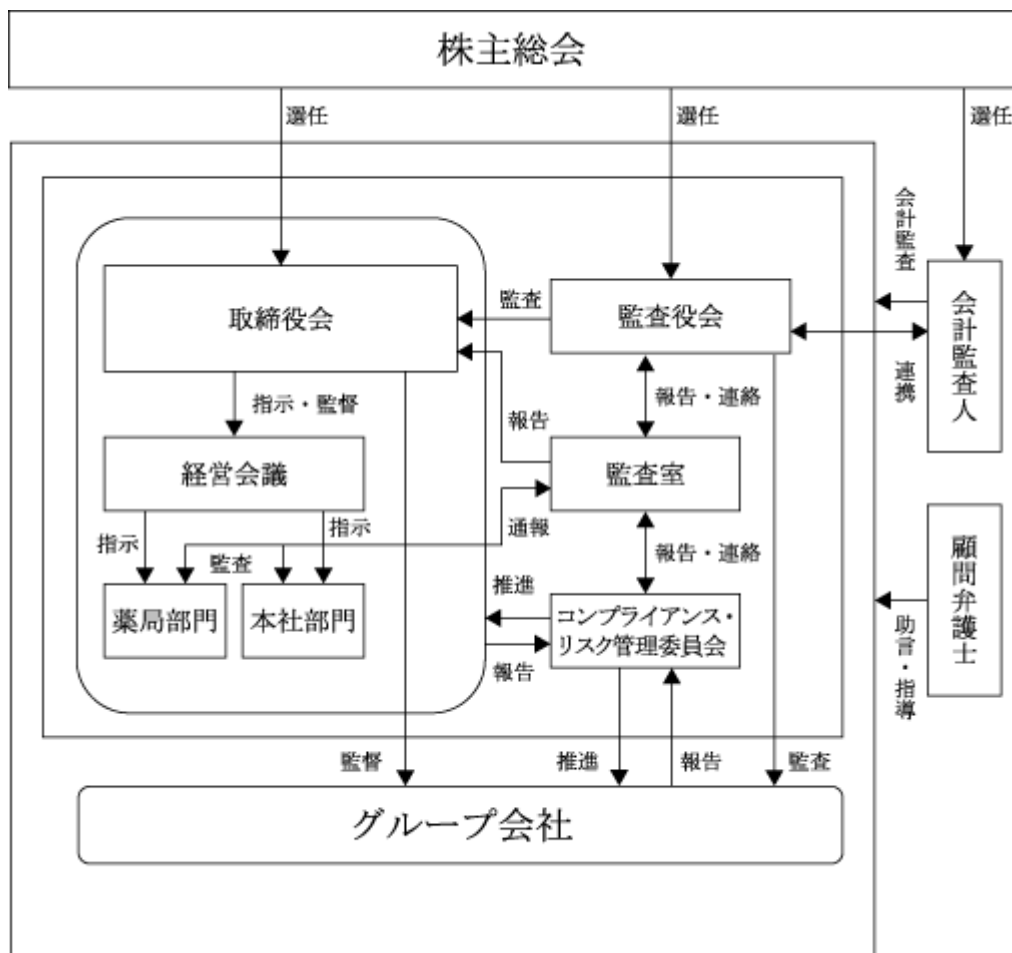 株主総会
選任
選任
選任
会計監査
取締役会
監査
監査役会
会計監査人
連携
指示・監督
報告・連絡
報告
経営会議
監査室
指示
指示
通報
監査
報告・連絡
顧問弁護士
薬局部門
本社部門
推進
コンプライアンス・
リスク管理委員会
報告
助言・指導
監督
推進
報告
監査
グループ会社